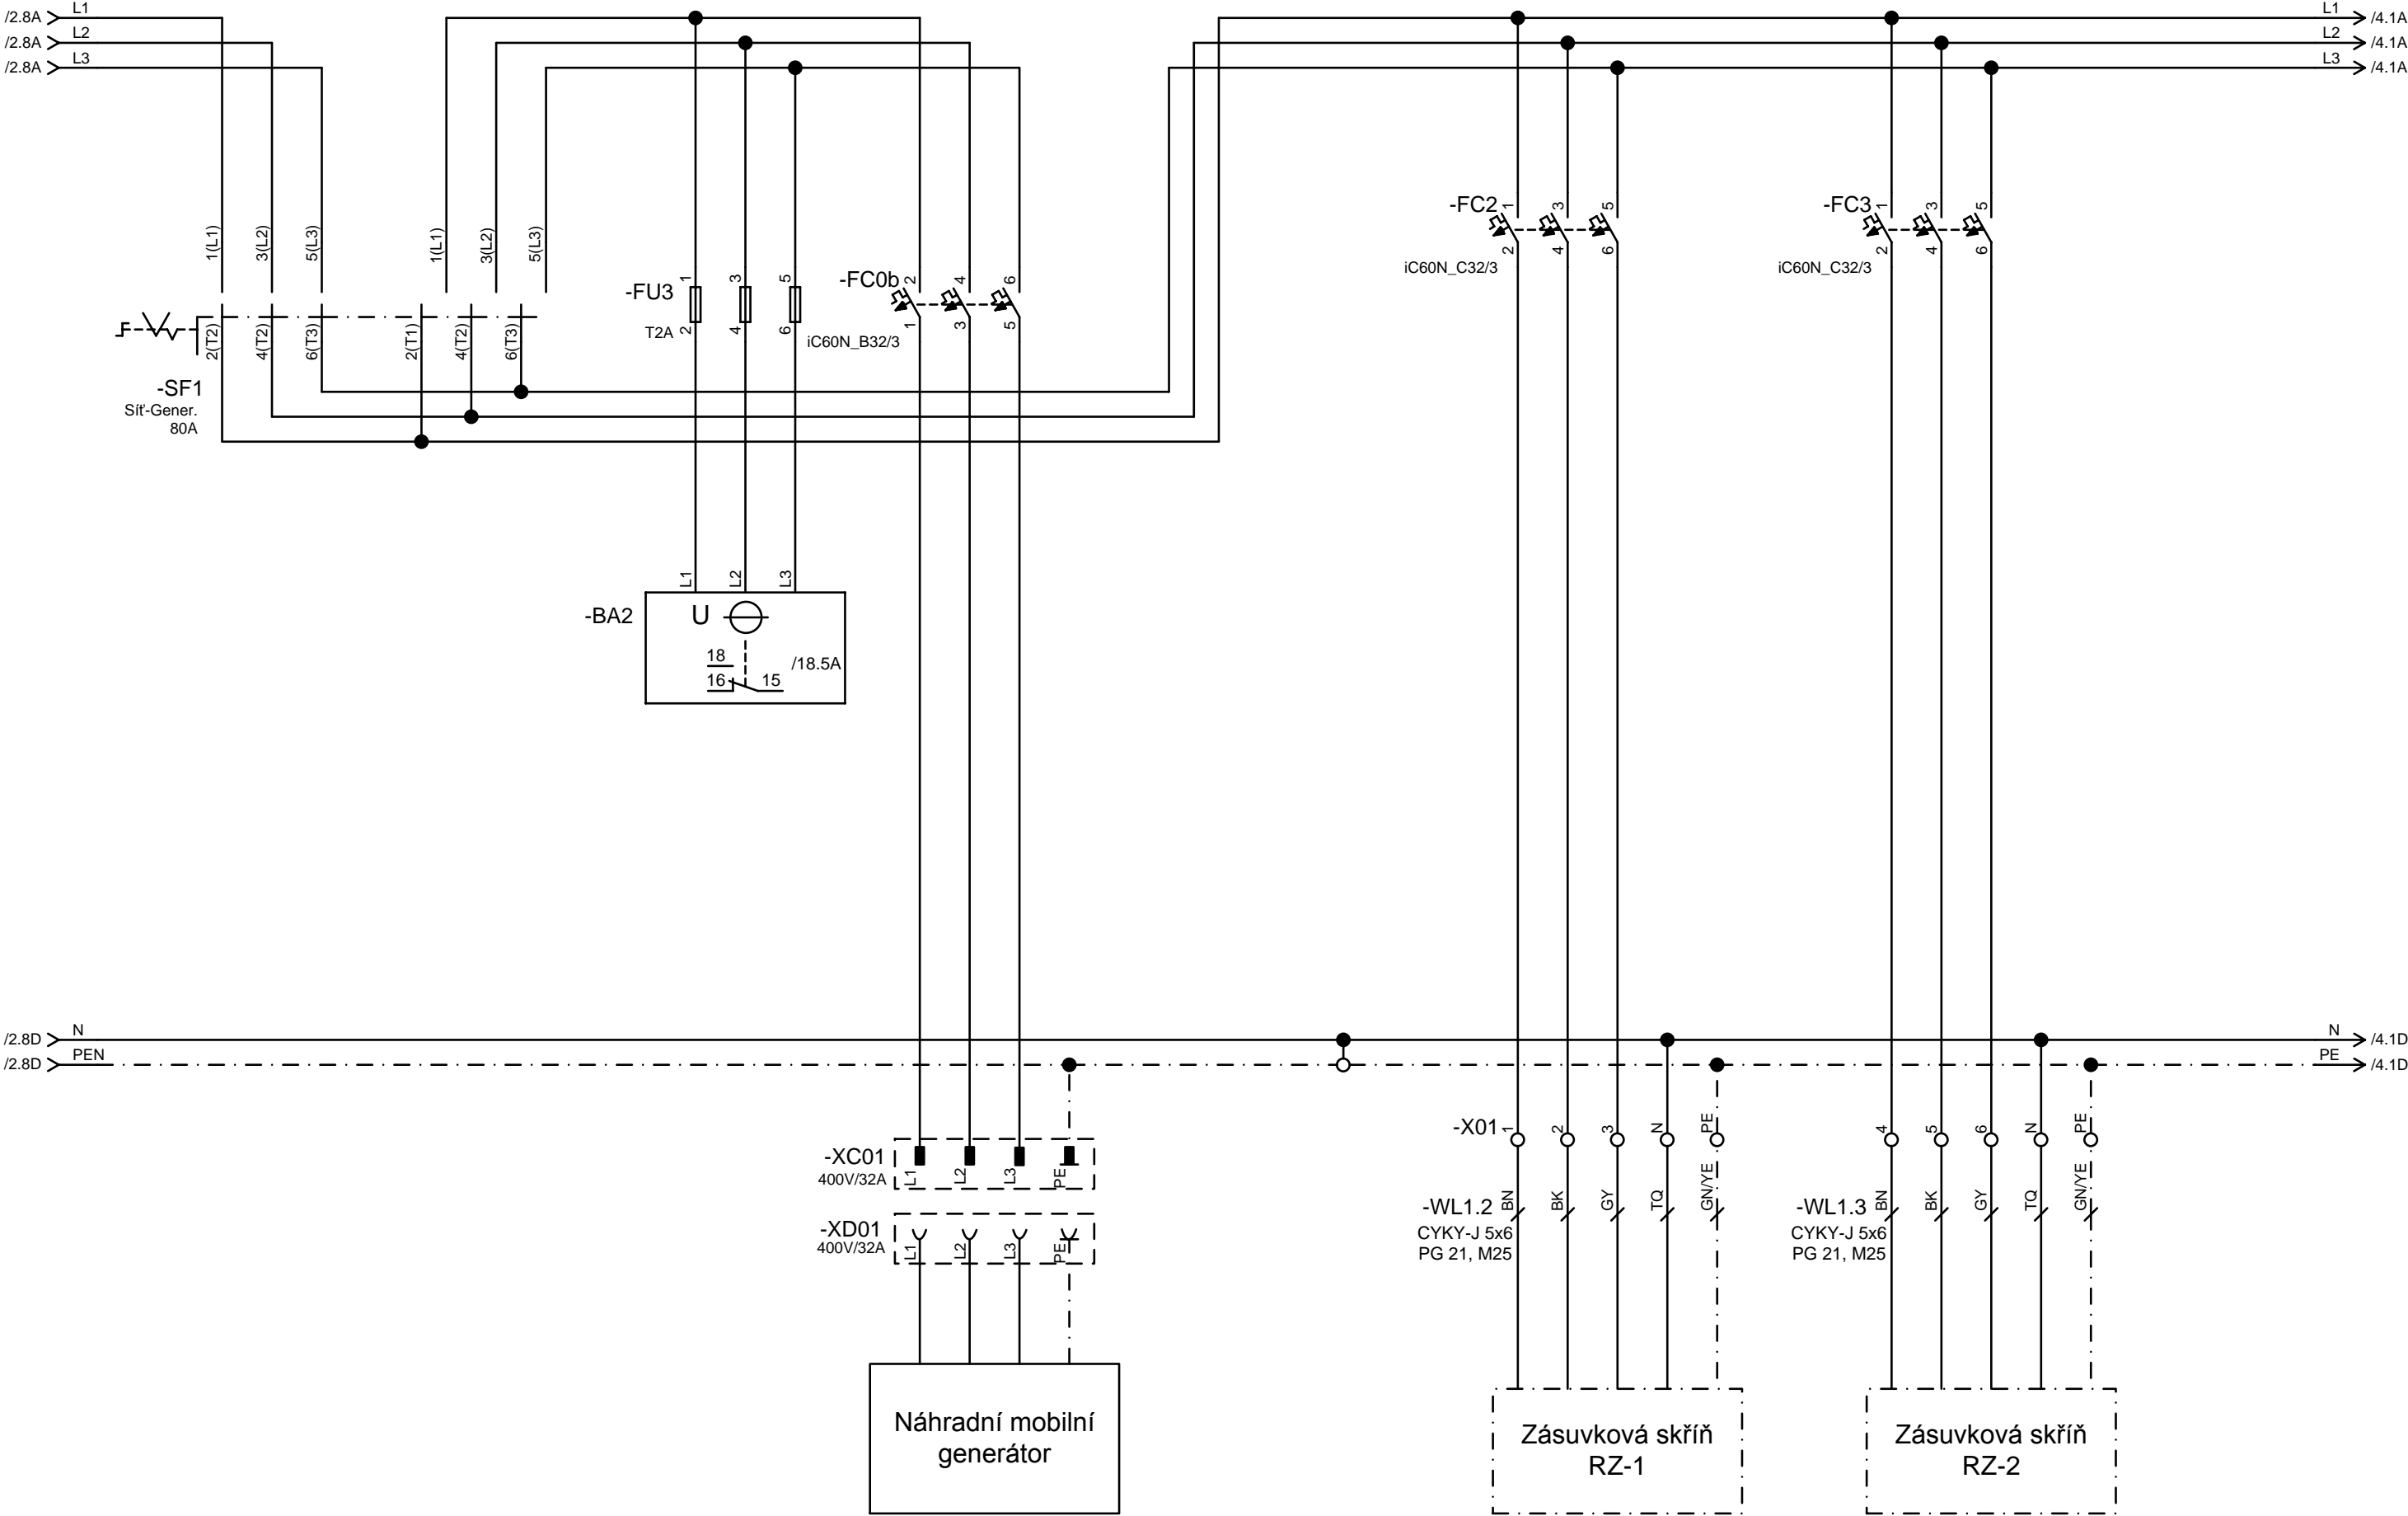 /2.8A L1
/2.8A L2
/2.8A L3
L1 /4.1A
L2 /4.1A
L3 /4.1A
1(L1) 3(L2) 5(L3) 1(L1) 3(L2) 5(L3)
2(T2) 4(T2) 6(T3) 2(T1) 4(T2) 6(T3)
-SF1
Síť-Gener.
80A
-FU3
T2A
1 3 5
2 4 6
-FC0b
iC60N_B32/3
2 4 6
1 3 5
-FC2
iC60N_C32/3
1 3 5
2 4 6
-FC3
iC60N_C32/3
1 3 5
2 4 6
L1 L2 L3
-BA2
U
18
/18.5A
16 15
/2.8D N
/2.8D PEN
N /4.1D
PE /4.1D
-XC01
400V/32A
L1 L2 L3 PE
-XD01
400V/32A
L1 L2 L3 PE
Náhradní mobilní
generátor
-X01
1 2 3 N PE
-WL1.2
CYKY-J 5x6
PG 21, M25
BN BK GY TQ GN/YE
Zásuvková skříň
RZ-1
4 5 6 N PE
-WL1.3
CYKY-J 5x6
PG 21, M25
BN BK GY TQ GN/YE
Zásuvková skříň
RZ-2